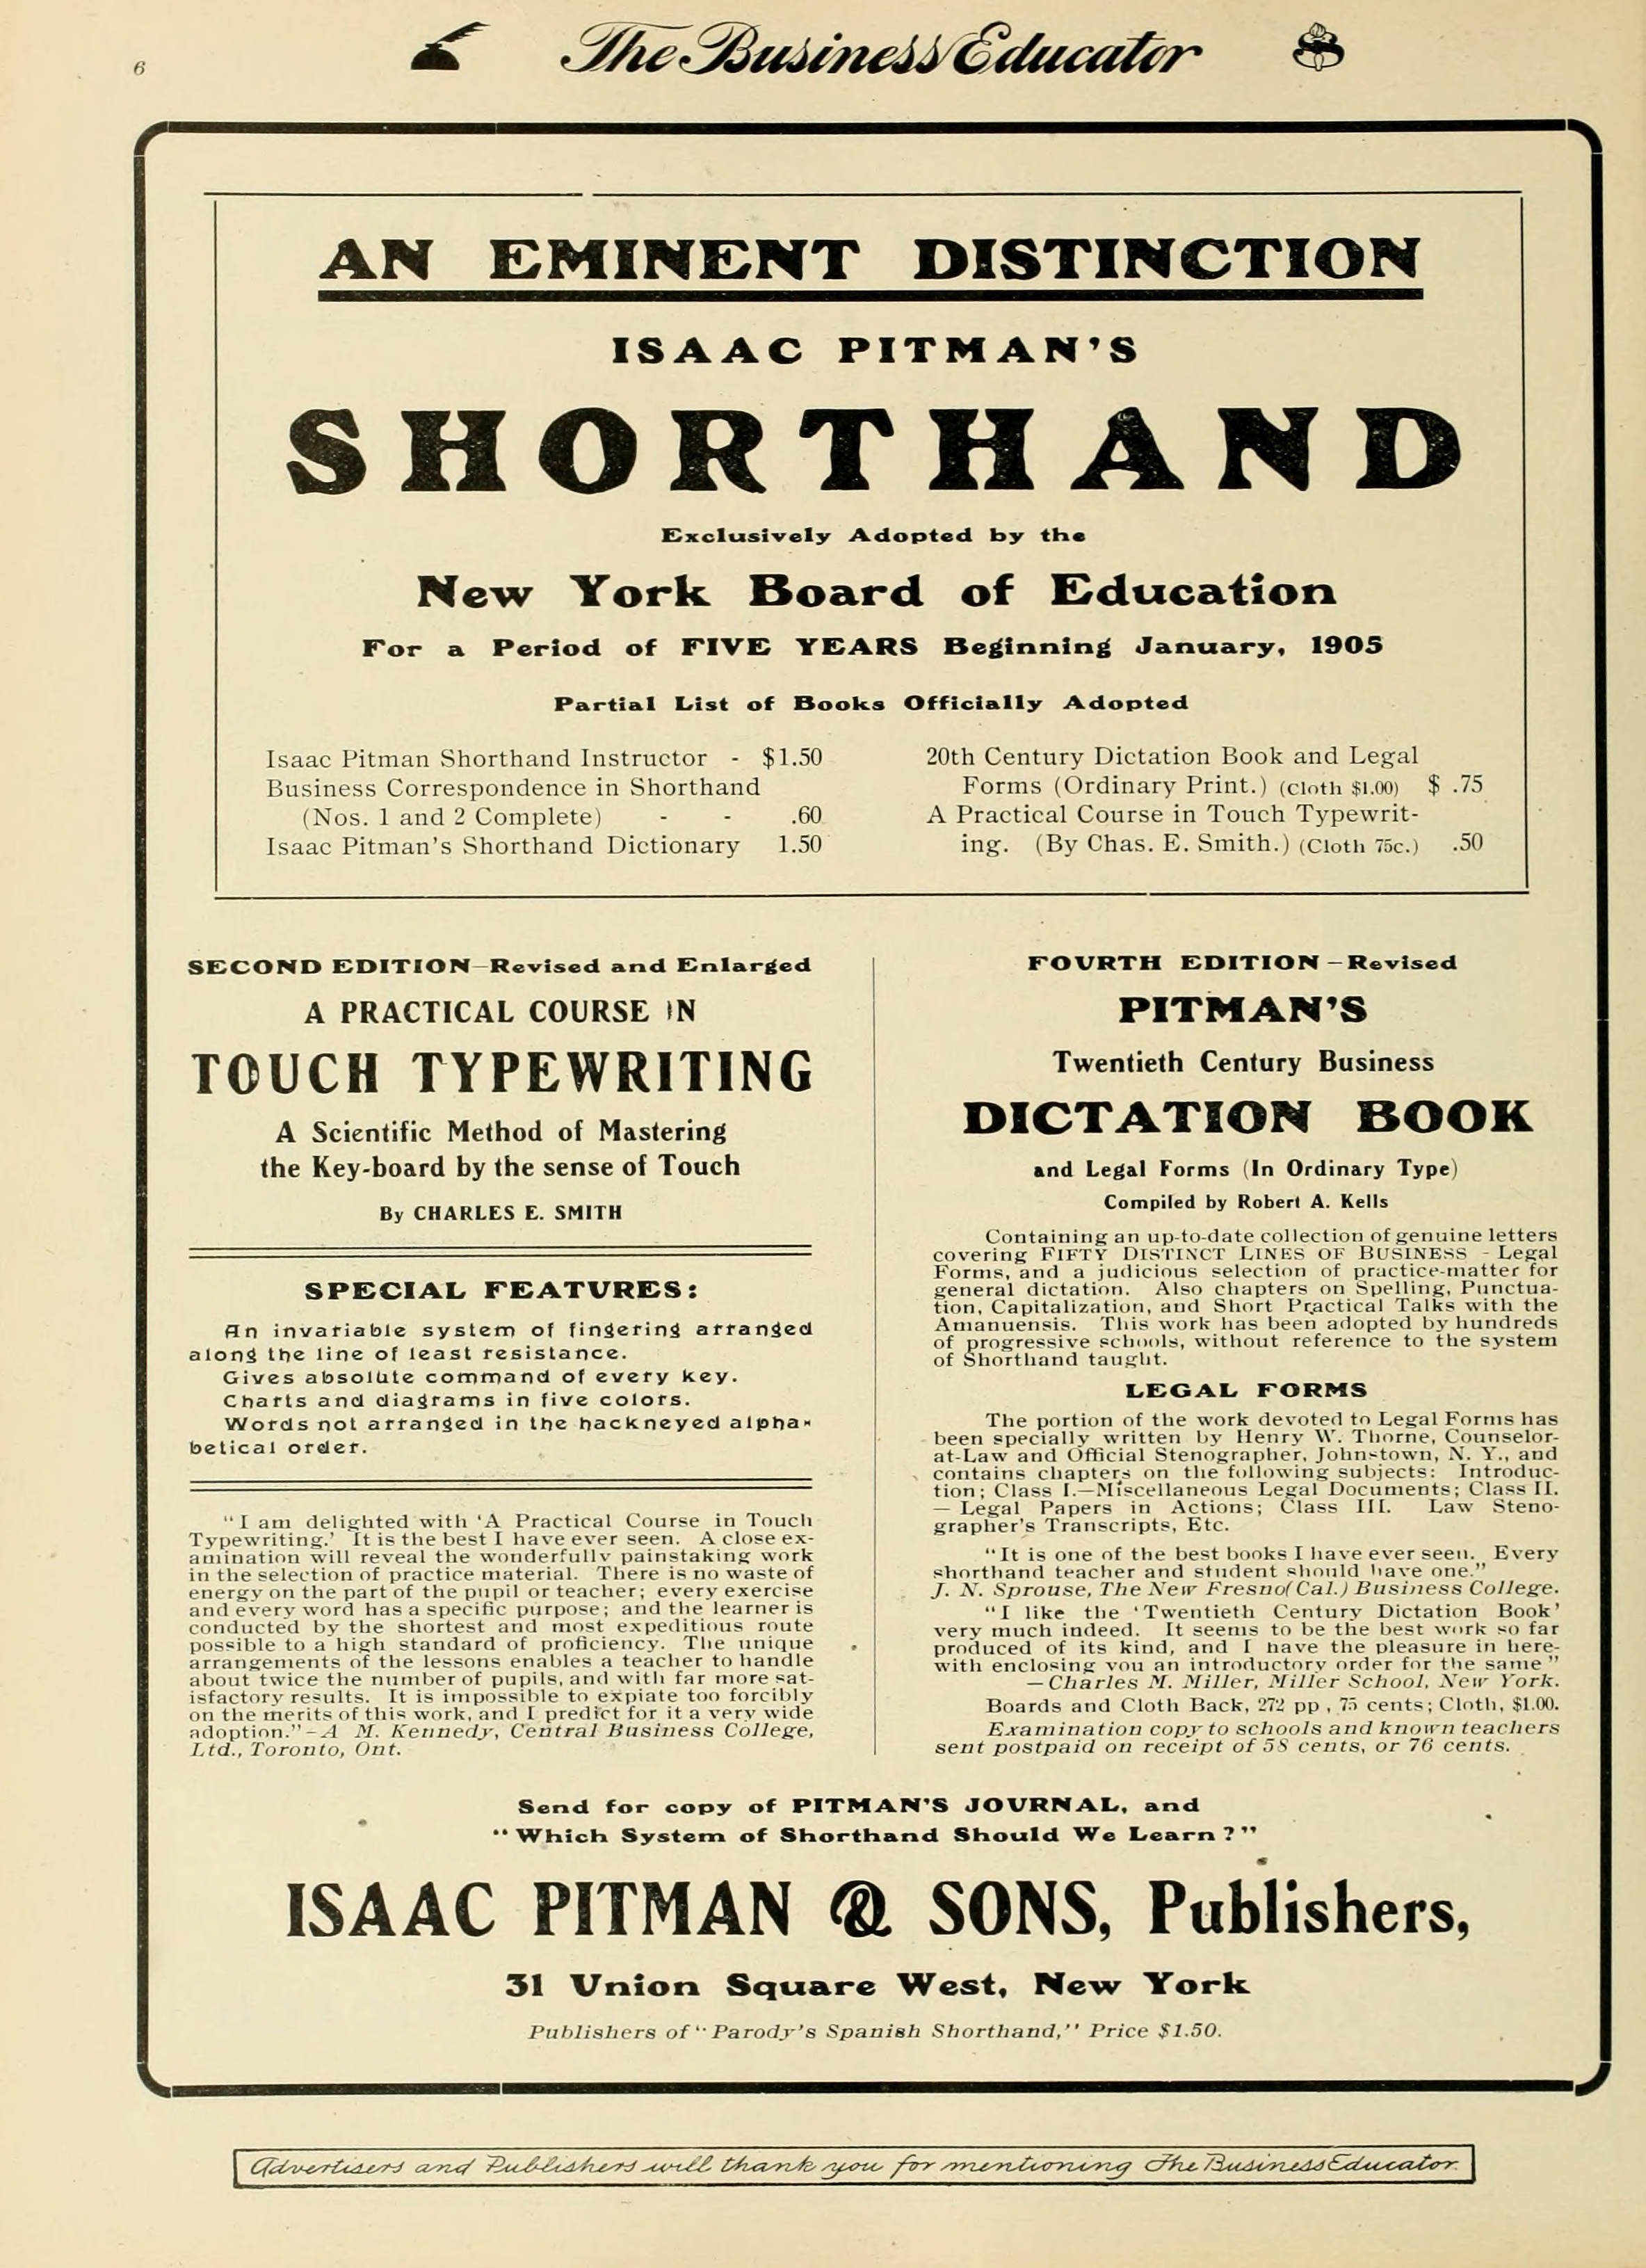 6
The Business Educator
AN EMINENT DISTINCTION
ISAAC PITMAN'S
SHORTHAND
Exclusively Adopted by the
New York Board of Education
For a Period of FIVE YEARS Beginning January, 1905
Partial List of Books Officially Adopted
Isaac Pitman Shorthand Instructor - $1.50
Business Correspondence in Shorthand
(Nos. 1 and 2 Complete) - - .60
Isaac Pitman's Shorthand Dictionary 1.50
20th Century Dictation Book and Legal
Forms (Ordinary Print.) (Cloth $1.00) $ .75
A Practical Course in Touch Typewrit-
ing. (By Chas. E. Smith.) (Cloth 75c.) .50
SECOND EDITION—Revised and Enlarged
A PRACTICAL COURSE IN
TOUCH TYPEWRITING
A Scientific Method of Mastering
the Key-board by the sense of Touch
By CHARLES E. SMITH
SPECIAL FEATURES:
An invariable system of fingering arranged
along the line of least resistance.
Gives absolute command of every key.
Charts and diagrams in five colors.
Words not arranged in the hackneyed alpha-
betical order.
"I am delighted with 'A Practical Course in Touch
Typewriting.' It is the best I have ever seen. A close ex-
amination will reveal the wonderfully painstaking work
in the selection of practice material. There is no waste of
energy on the part of the pupil or teacher; every exercise
and every word has a specific purpose; and the learner is
conducted by the shortest and most expeditious route
possible to a high standard of proficiency. The unique
arrangements of the lessons enables a teacher to handle
about twice the number of pupils, and with far more sat-
isfactory results. It is impossible to expiate too forcibly
on the merits of this work, and I predict for it a very wide
adoption."—A M. Kennedy, Central Business College,
Ltd., Toronto, Ont.
FOURTH EDITION—Revised
PITMAN'S
Twentieth Century Business
DICTATION BOOK
and Legal Forms (In Ordinary Type)
Compiled by Robert A. Kells
Containing an up-to-date collection of genuine letters
covering FIFTY DISTINCT LINES OF BUSINESS - Legal
Forms, and a judicious selection of practice-matter for
general dictation. Also chapters on Spelling, Punctua-
tion, Capitalization, and Short Practical Talks with the
Amanuensis. This work has been adopted by hundreds
of progressive schools, without reference to the system
of Shorthand taught.
LEGAL FORMS
The portion of the work devoted to Legal Forms has
been specially written by Henry W. Thorne, Counselor-
at-Law and Official Stenographer, Johnstown, N. Y., and
contains chapters on the following subjects: Introduc-
tion; Class I.—Miscellaneous Legal Documents; Class II.
— Legal Papers in Actions; Class III. Law Steno-
grapher's Transcripts, Etc.
"It is one of the best books I have ever seen. Every
shorthand teacher and student should have one."
J. N. Sprouse, The New Fresno (Cal.) Business College.
"I like the 'Twentieth Century Dictation Book'
very much indeed. It seems to be the best work so far
produced of its kind, and I have the pleasure in here-
with enclosing you an introductory order for the same"
—Charles M. Miller, Miller School, New York.
Boards and Cloth Back, 272 pp, 75 cents; Cloth, $1.00.
Examination copy to schools and known teachers
sent postpaid on receipt of 58 cents, or 76 cents.
Send for copy of PITMAN'S JOURNAL, and
"Which System of Shorthand Should We Learn?"
ISAAC PITMAN & SONS, Publishers,
31 Union Square West, New York
Publishers of "Parody's Spanish Shorthand," Price $1.50.
Advertisers and Publishers will thank you for mentioning The Business Educator.